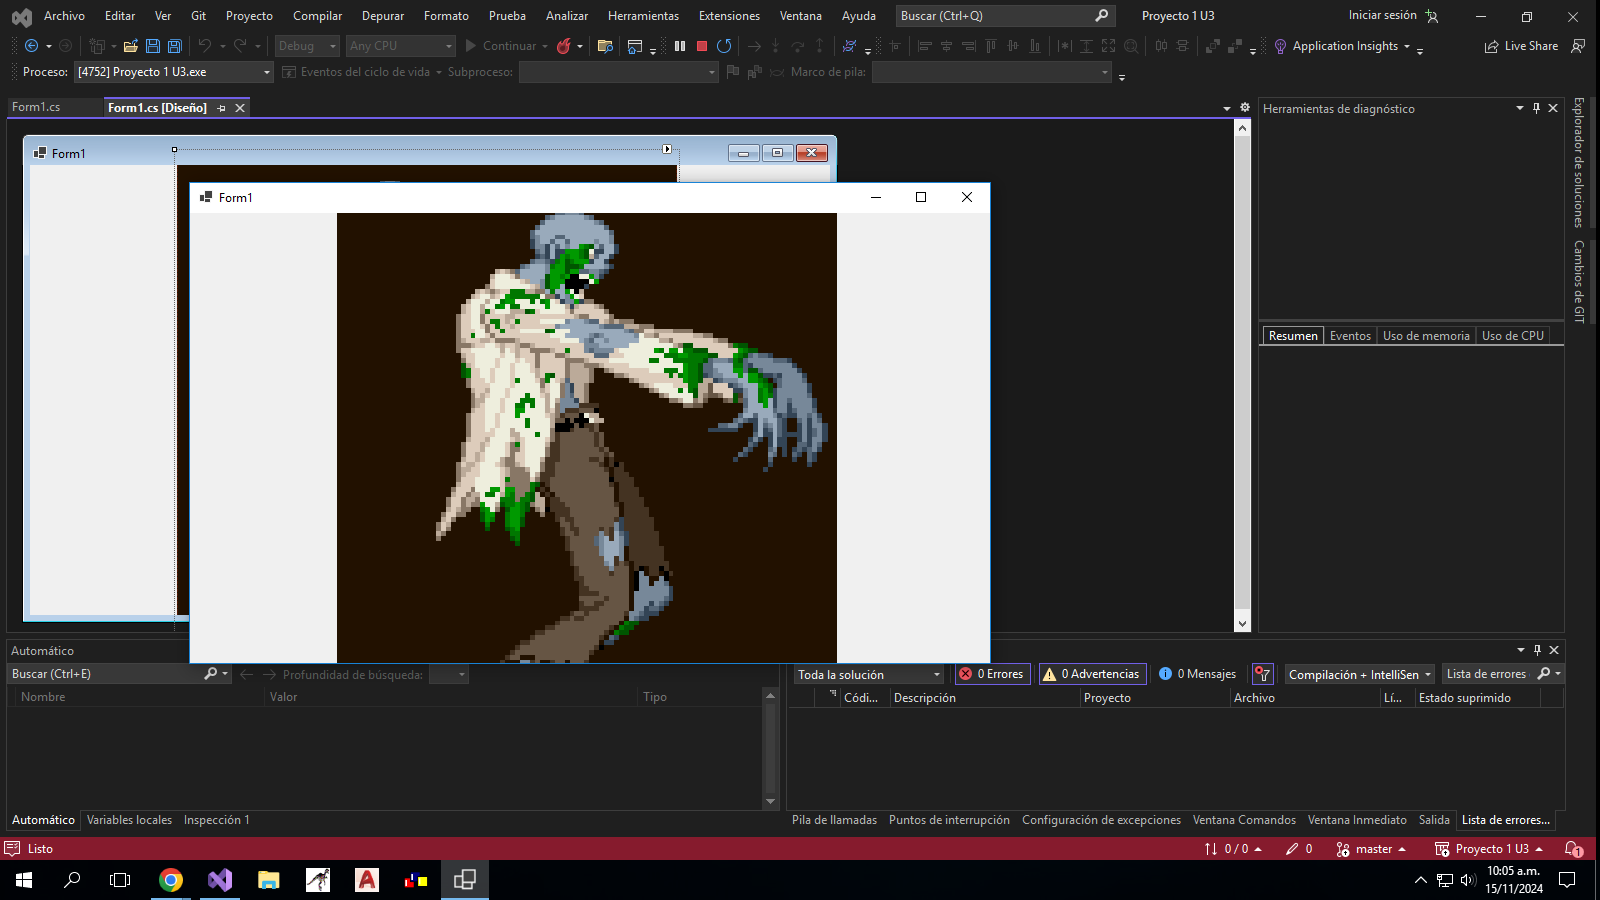 Archivo Editar Ver Git Proyecto Compilar Depurar Formato Prueba Analizar Herramientas Extensiones Ventana Ayuda Buscar (Ctrl+Q) Proyecto 1 U3 Iniciar sesión
Debug Any CPU Continuar Application Insights Live Share
Proceso: [4752] Proyecto 1 U3.exe Eventos del ciclo de vida Subproceso: Marco de pila:
Form1.cs Form1.cs [Diseño] Herramientas de diagnóstico
Form1
Form1
Resumen Eventos Uso de memoria Uso de CPU
Explorador de soluciones
Cambios de GIT
Automático
Buscar (Ctrl+E) Profundidad de búsqueda:
Nombre Valor Tipo
Toda la solución 0 Errores 0 Advertencias 0 Mensajes Compilación + IntelliSen Lista de errores
Códi... Descripción Proyecto Archivo Lí... Estado suprimido
Automático Variables locales Inspección 1
Pila de llamadas Puntos de interrupción Configuración de excepciones Ventana Comandos Ventana Inmediato Salida Lista de errores...
Listo 0 / 0 0 master Proyecto 1 U3 1
10:05 a.m.
15/11/2024